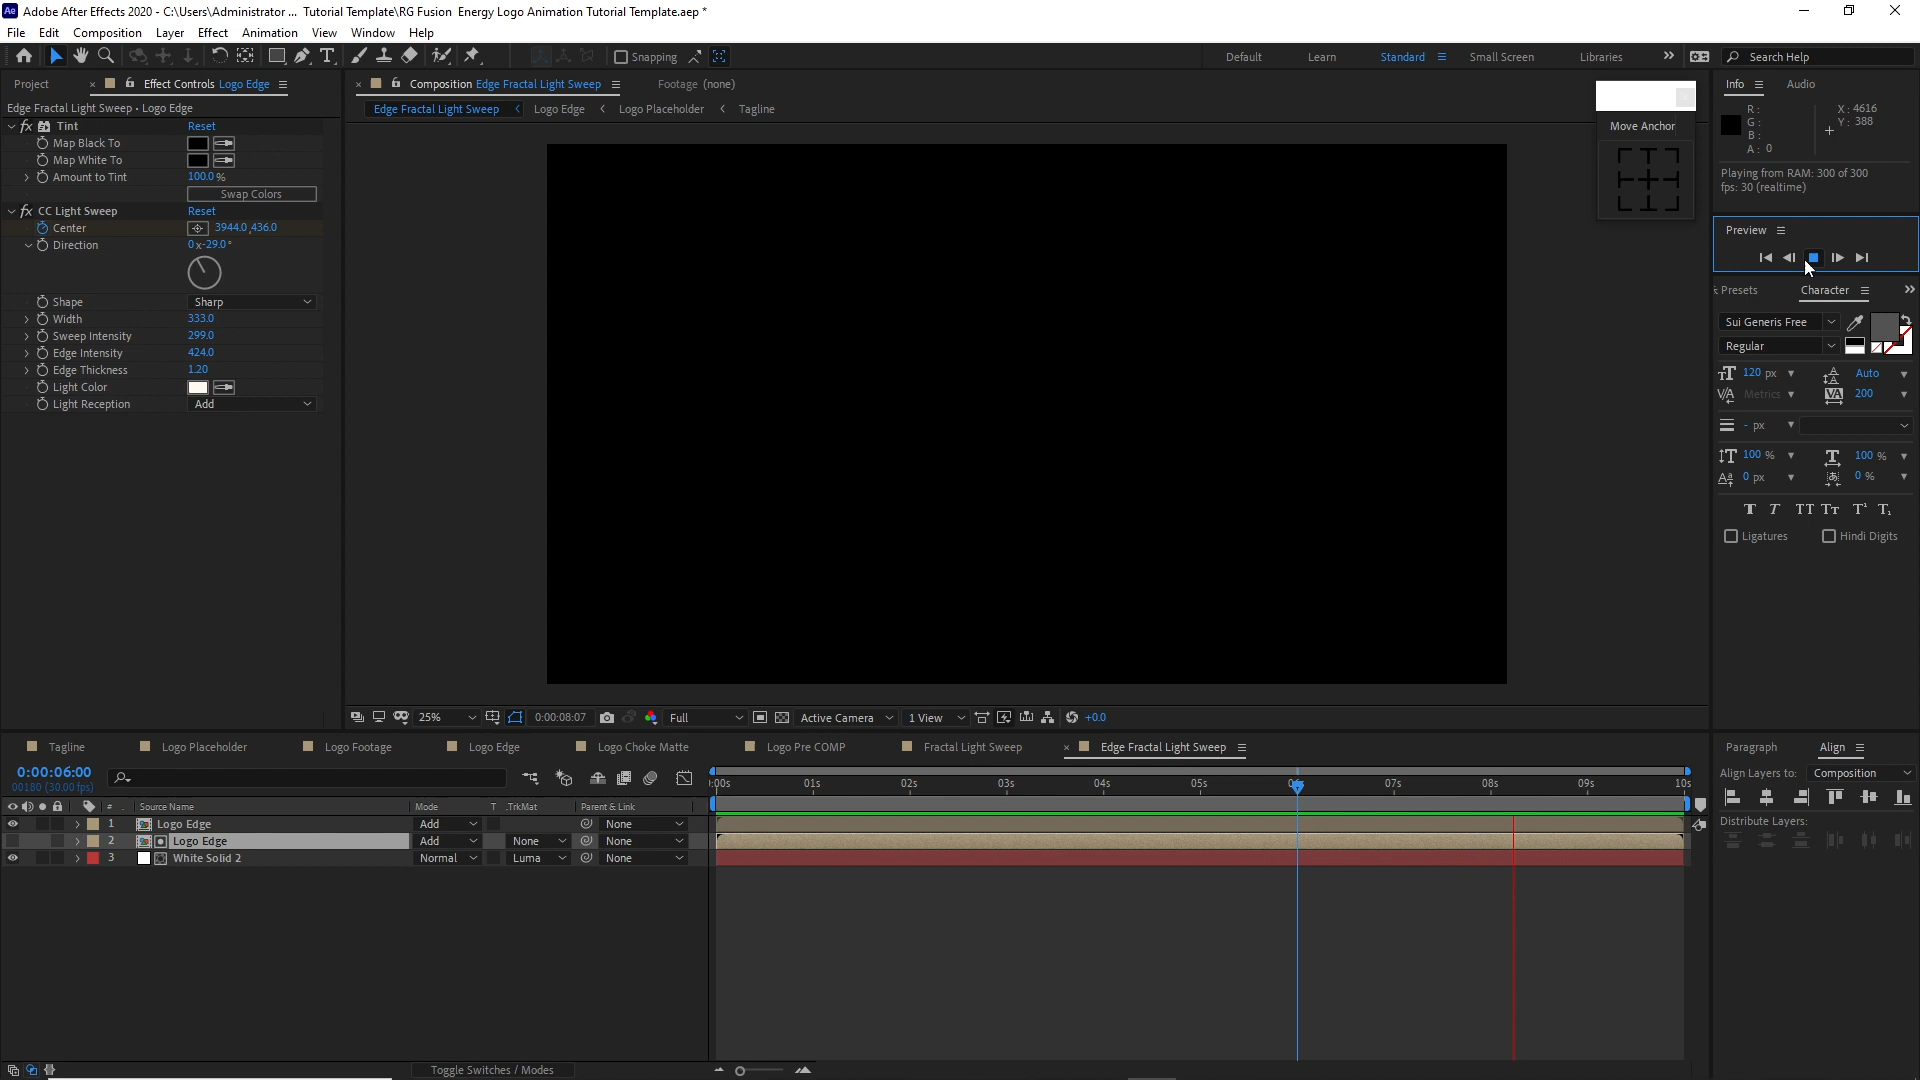 Ae Adobe After Effects 2020 - C:\Users\Administrator ... Tutorial Template\RG Fusion Energy Logo Animation Tutorial Template.aep *
File Edit Composition Layer Effect Animation View Window Help
Snapping Default Learn Standard Small Screen Libraries Search Help
Project Effect Controls Logo Edge
Composition Edge Fractal Light Sweep Footage (none)
Info Audio
Edge Fractal Light Sweep • Logo Edge
Edge Fractal Light Sweep Logo Edge Logo Placeholder Tagline
fx Tint Reset
Map Black To
Map White To
Amount to Tint 100.0 %
Swap Colors
fx CC Light Sweep Reset
Center 3944.0,436.0
Direction 0 x-29.0 °
Shape Sharp
Width 333.0
Sweep Intensity 299.0
Edge Intensity 424.0
Edge Thickness 1.20
Light Color
Light Reception Add
Move Anchor
R :
G :
B :
A : 0
X : 4616
Y : 388
Playing from RAM: 300 of 300
fps: 30 (realtime)
Preview
Presets Character
Sui Generis Free
Regular
120 px Auto
Metrics 200
- px
100 % 100 %
0 px 0 %
T T TT Tt T¹ T₁
Ligatures Hindi Digits
25% 0:00:08:07 Full Active Camera 1 View +0.0
Tagline Logo Placeholder Logo Footage Logo Edge Logo Choke Matte Logo Pre COMP Fractal Light Sweep Edge Fractal Light Sweep
Paragraph Align
0:00:06:00
00180 (30.00 fps)
:00s 01s 02s 03s 04s 05s 07s 08s 09s 10s
Align Layers to: Composition
# Source Name Mode T .TrkMat Parent & Link
1 Logo Edge Add None
2 Logo Edge Add None None
3 White Solid 2 Normal Luma None
Distribute Layers:
Toggle Switches / Modes